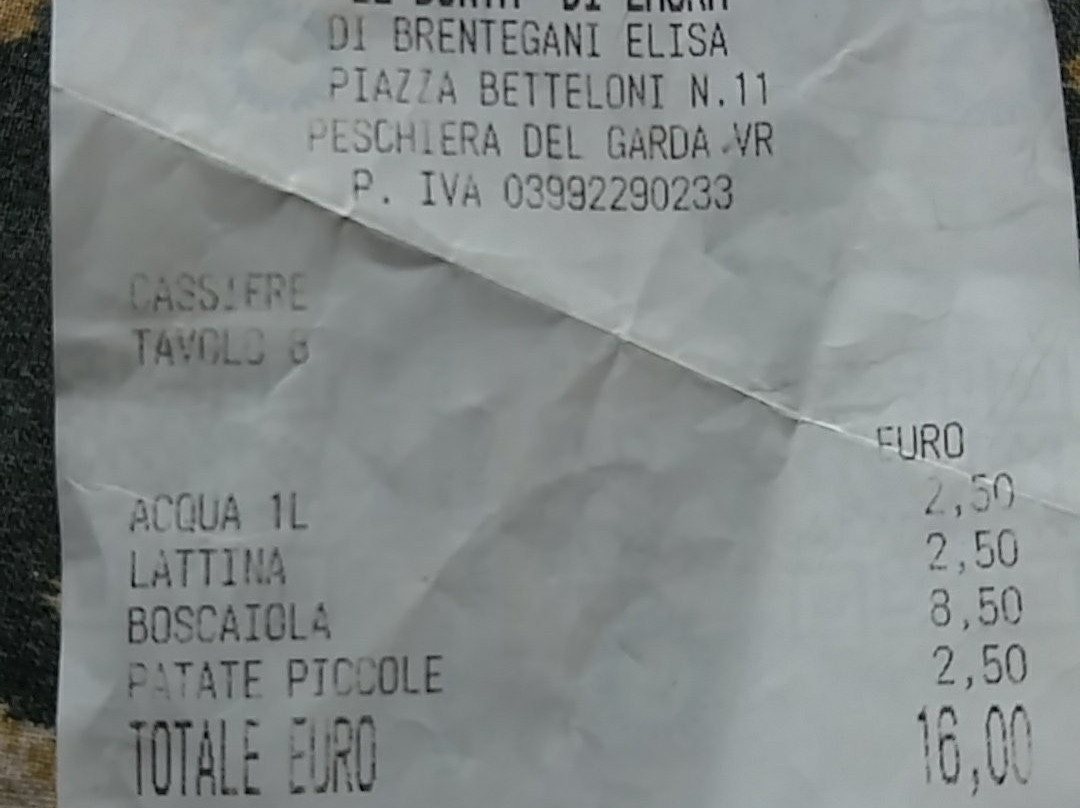 DI BRENTEGANI ELISA
PIAZZA BETTELONI N.11
PESCHIERA DEL GARDA VR
P. IVA 03992290233
CASSIERE
TAVOLO 8
EURO
ACQUA 1L 2,50
LATTINA 2,50
BOSCAIOLA 8,50
PATATE PICCOLE 2,50
TOTALE EURO 16,00